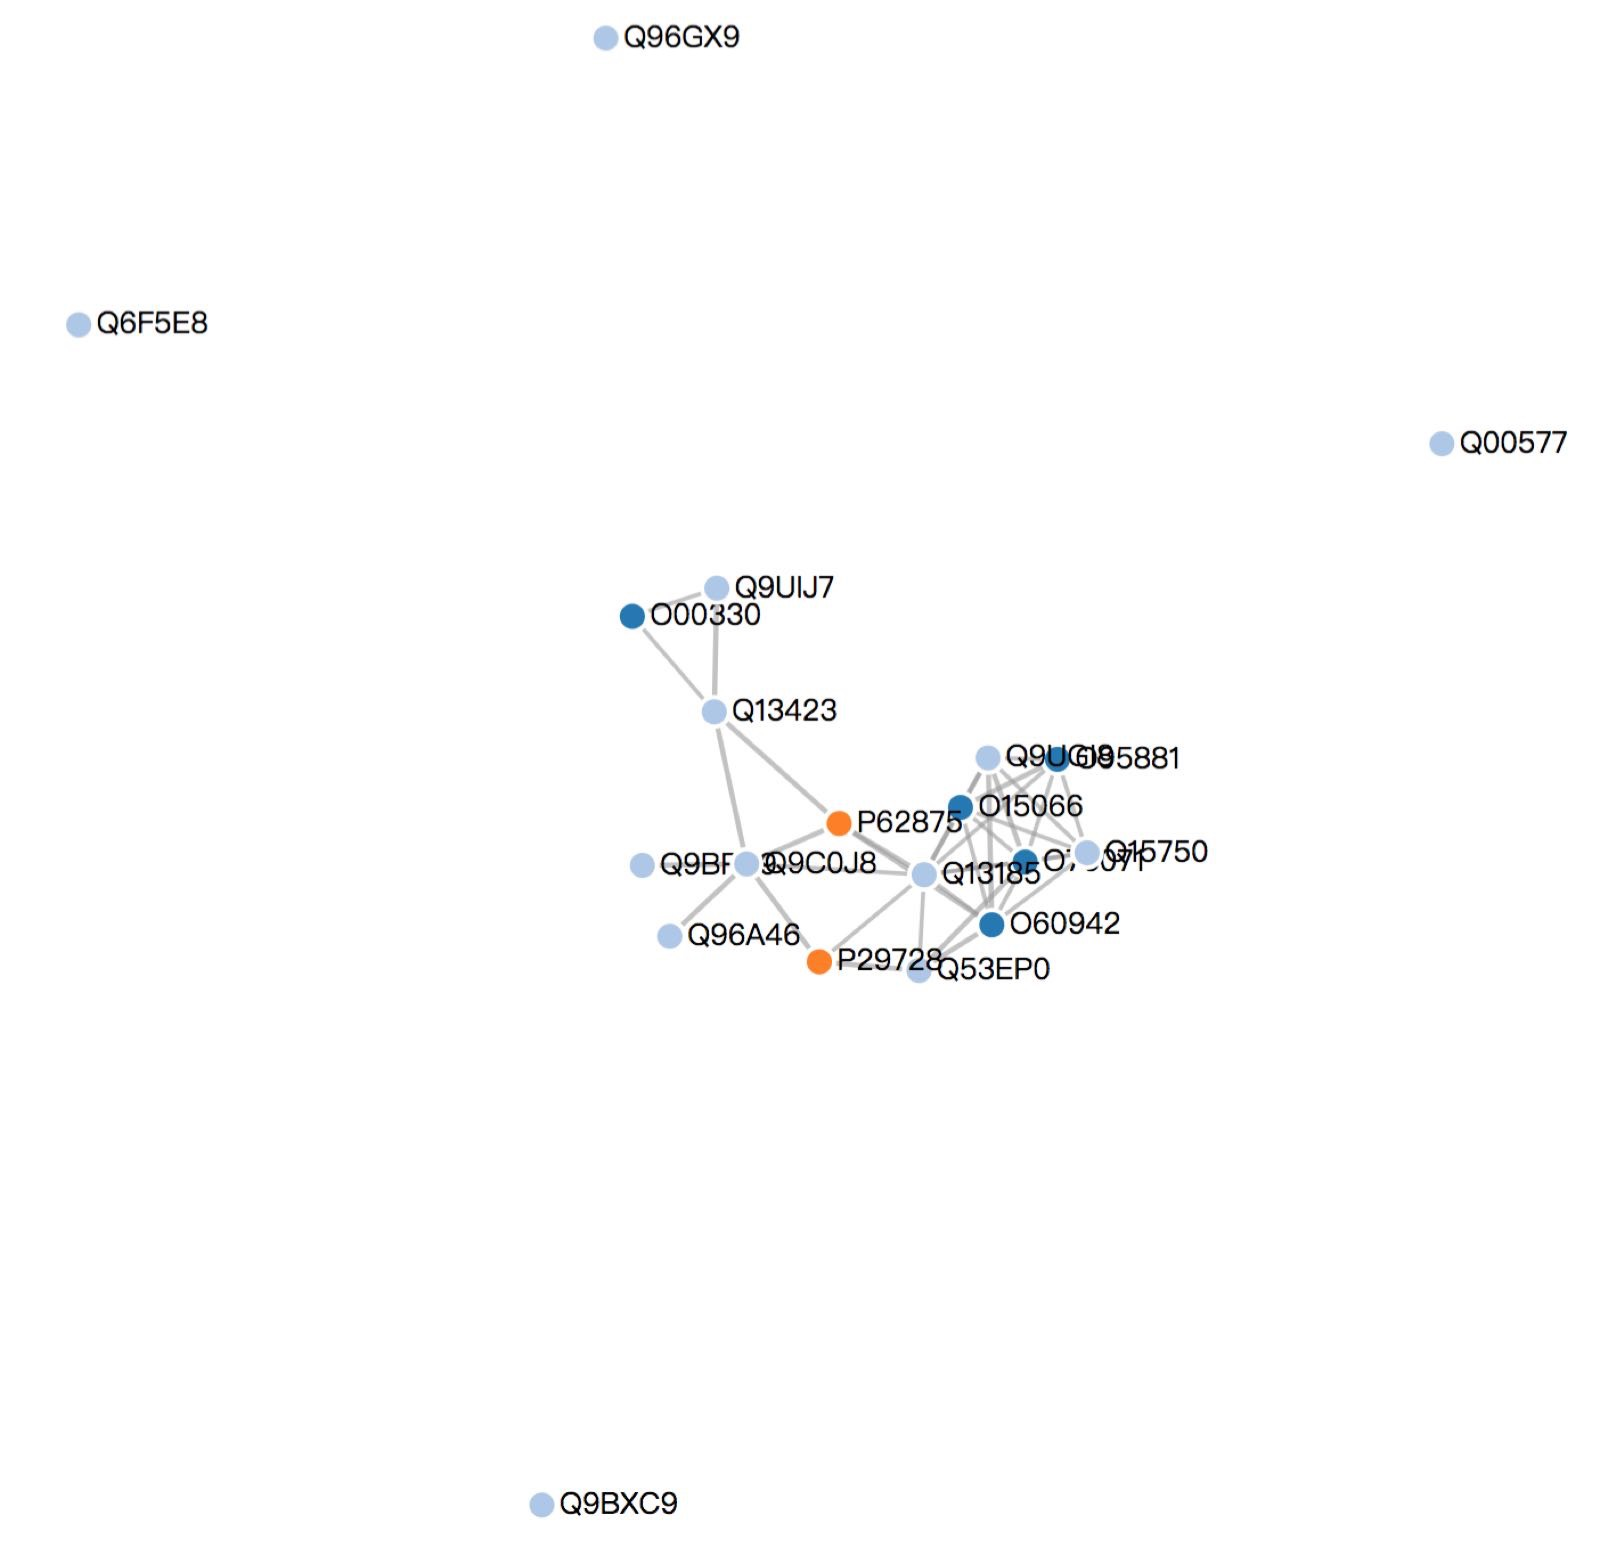 Q96GX9
Q6F5E8
Q00577
Q9UIJ7
O00330
Q13423
O95881
O15066
P62875
Q15750
Q9C0J8
Q13185
O60942
Q96A46
P29728
Q53EP0
Q9BXC9